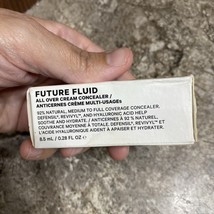 FUTURE FLUID
ALL OVER CREAM CONCEALER /
ANTICERNES CRÈME MULTI-USAGES
92% NATURAL, MEDIUM TO FULL COVERAGE CONCEALER.
DEFENSIL®, REVIVYL™ AND HYALURONIC ACID HELP
SOOTHE AND HYDRATE. / ANTICERNES À 92 % NATUREL,
COUVRANCE MOYENNE À TOTALE. DEFENSIL®, REVIVYL™ ET
L'ACIDE HYALURONIQUE AIDENT À APAISER ET HYDRATER.
8.5 mL / 0.28 FL OZ e